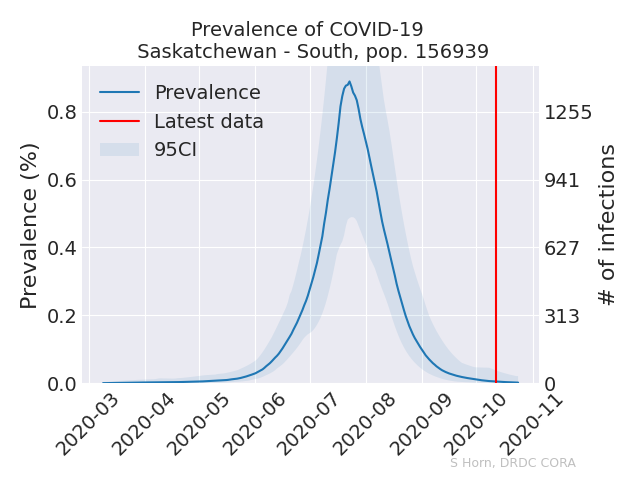 Prevalence of COVID-19
Saskatchewan - South, pop. 156939
Prevalence
Latest data
95CI
Prevalence (%)
0.8
0.6
0.4
0.2
0.0
# of infections
1255
941
627
313
0
2020-03
2020-04
2020-05
2020-06
2020-07
2020-08
2020-09
2020-10
2020-11
S Horn, DRDC CORA